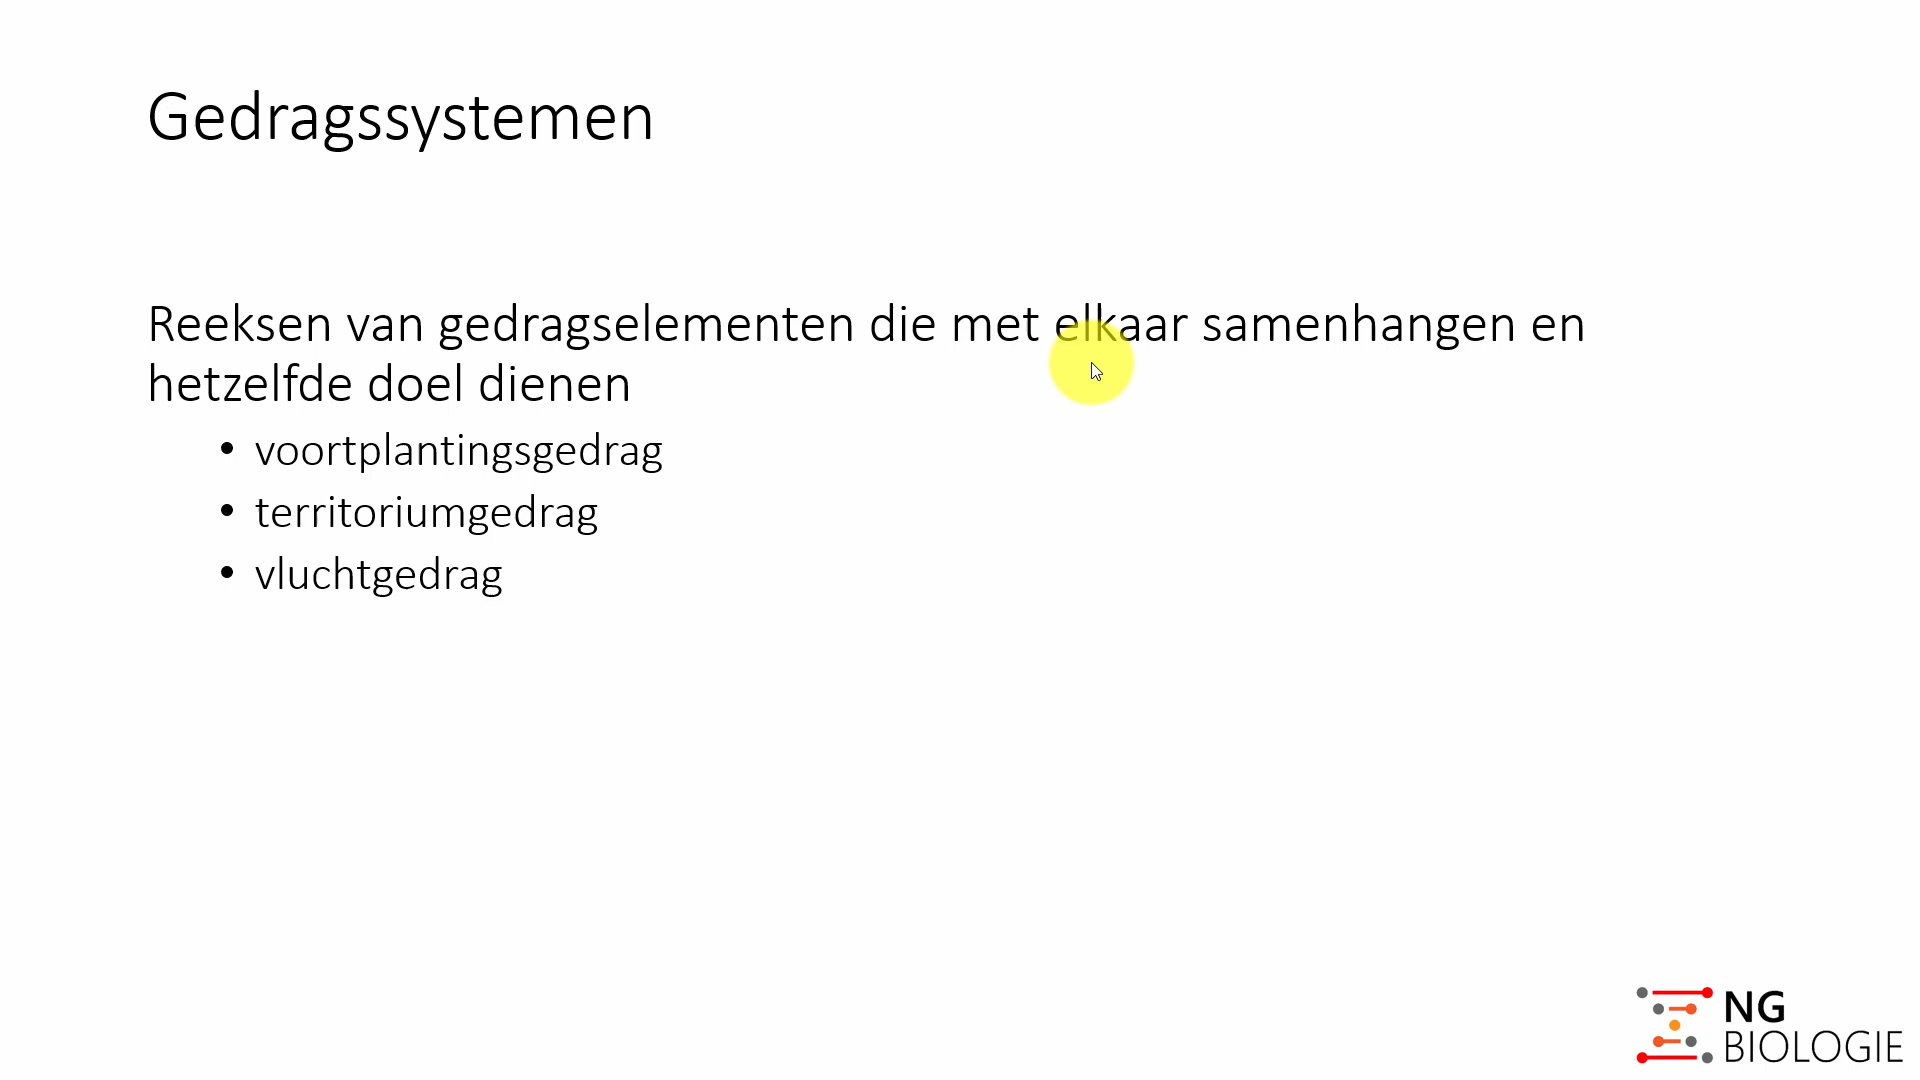 Gedragssystemen
Reeksen van gedragselementen die met elkaar samenhangen en
hetzelfde doel dienen
• voortplantingsgedrag
• territoriumgedrag
• vluchtgedrag
NG
BIOLOGIE